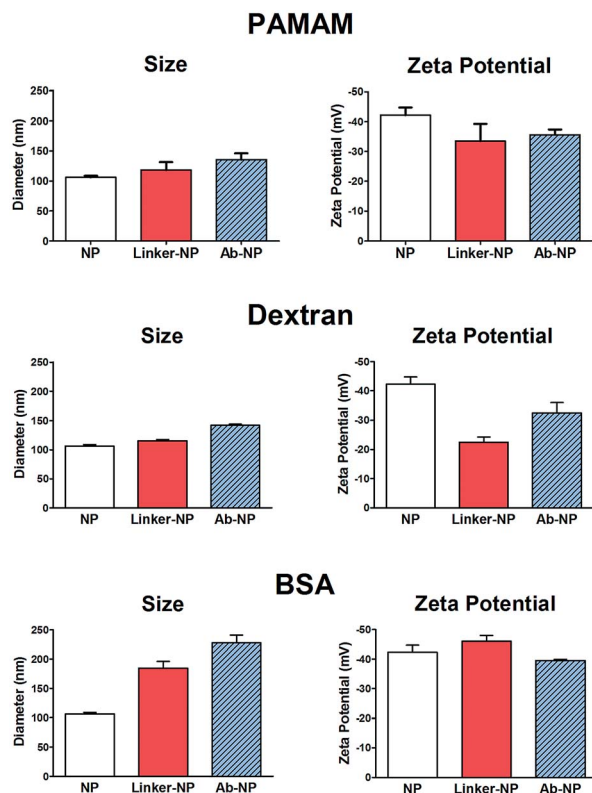 PAMAM
Size
Zeta Potential
Diameter (nm)
250
200
150
100
50
0
NP Linker-NP Ab-NP
Zeta Potential (mV)
-50
-40
-30
-20
-10
0
NP Linker-NP Ab-NP
Dextran
Size
Zeta Potential
Diameter (nm)
250
200
150
100
50
0
NP Linker-NP Ab-NP
Zeta Potential (mV)
-50
-40
-30
-20
-10
0
NP Linker-NP Ab-NP
BSA
Size
Zeta Potential
Diameter (nm)
250
200
150
100
50
0
NP Linker-NP Ab-NP
Zeta Potential (mV)
-50
-40
-30
-20
-10
0
NP Linker-NP Ab-NP